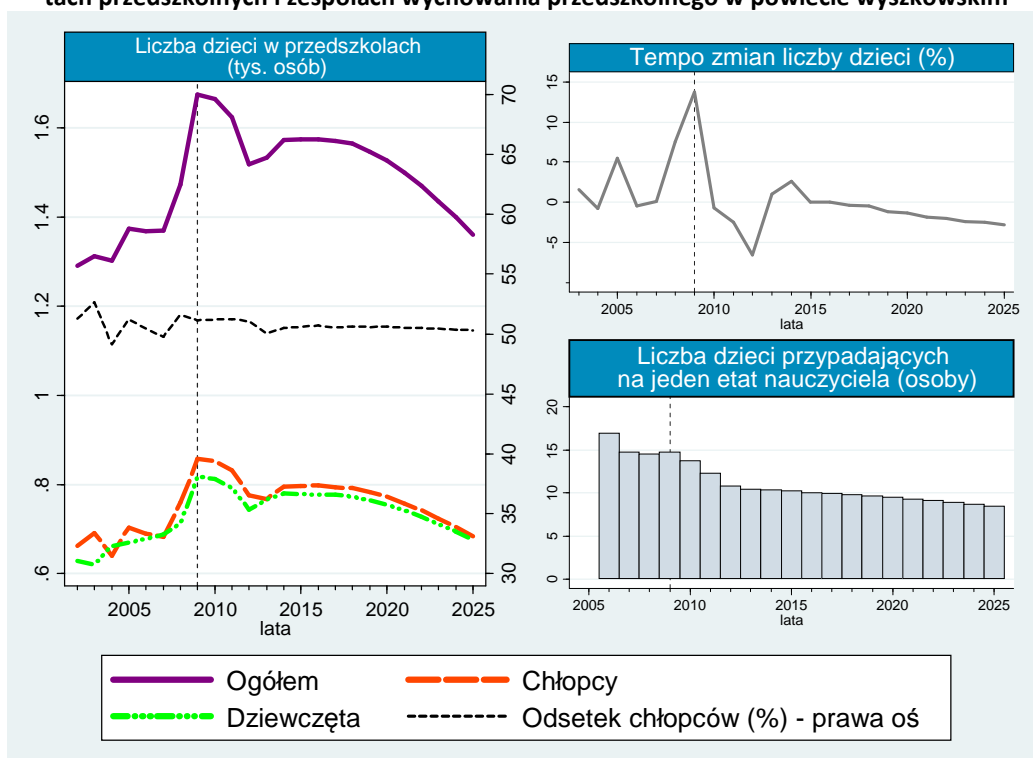 tach przedszkolnych i zespołach wychowania przedszkolnego w powiecie wyszkowskim
Liczba dzieci w przedszkolach
(tys. osób)
1.6
1.4
1.2
1
.8
.6
70
65
60
55
50
45
40
35
30
2005 2010 2015 2020 2025
lata
Tempo zmian liczby dzieci (%)
15
10
5
0
-5
2005 2010 2015 2020 2025
lata
Liczba dzieci przypadających
na jeden etat nauczyciela (osoby)
20
15
10
5
0
2005 2010 2015 2020 2025
lata
Ogółem
Chłopcy
Dziewczęta
Odsetek chłopców (%) - prawa oś